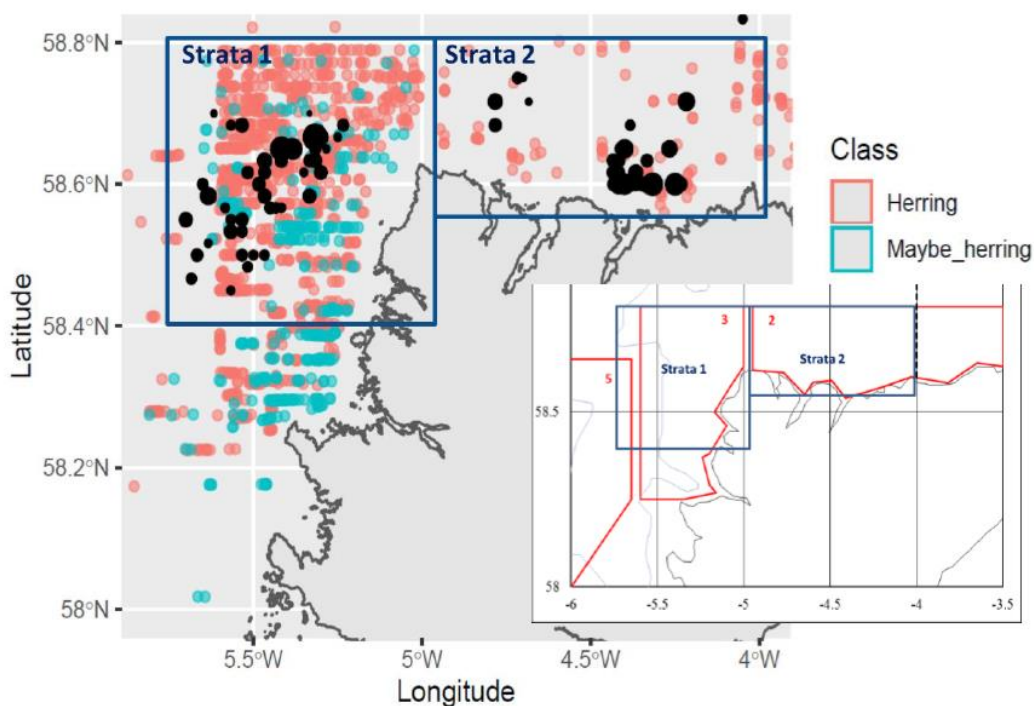 58.8°N
Strata 1
Strata 2
58.6°N
58.4°N
58.2°N
58°N
Latitude
5.5°W
5°W
4.5°W
4°W
Longitude
Class
Herring
Maybe_herring
3
2
5
Strata 1
Strata 2
58.5
58
-6
-5.5
-5
-4.5
-4
-3.5